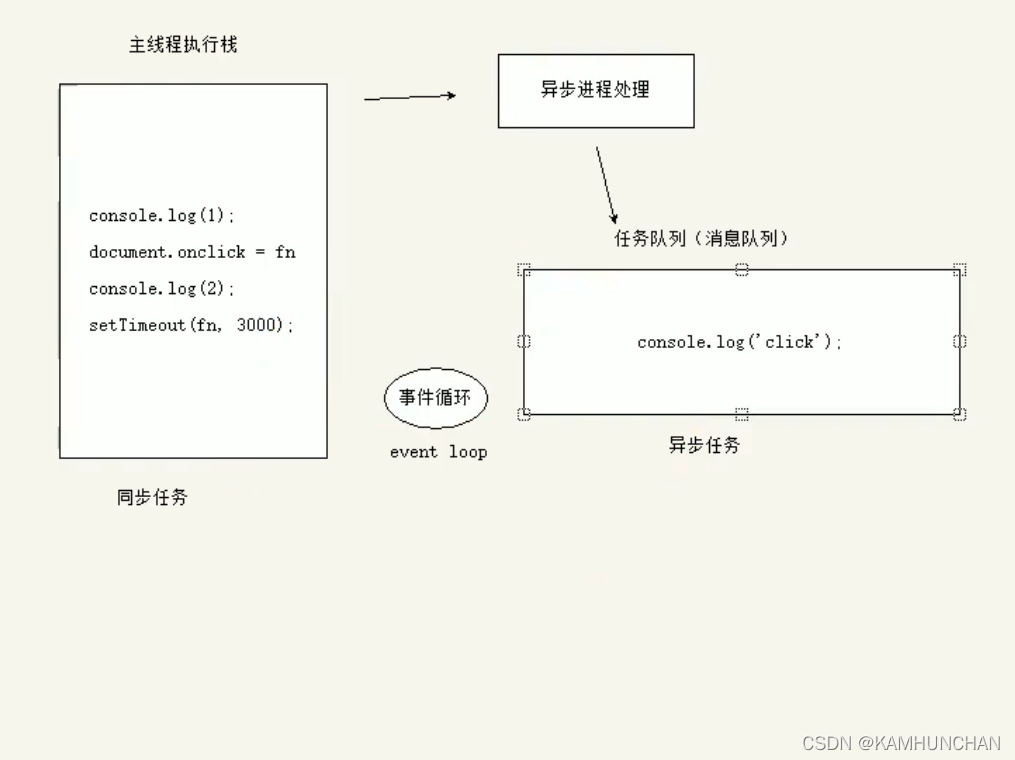 主线程执行栈
异步进程处理
console.log(1);
document.onclick = fn
console.log(2);
setTimeout(fn, 3000);
任务队列（消息队列）
console.log('click');
事件循环
event loop
异步任务
同步任务
CSDN @KAMHUNCHAN